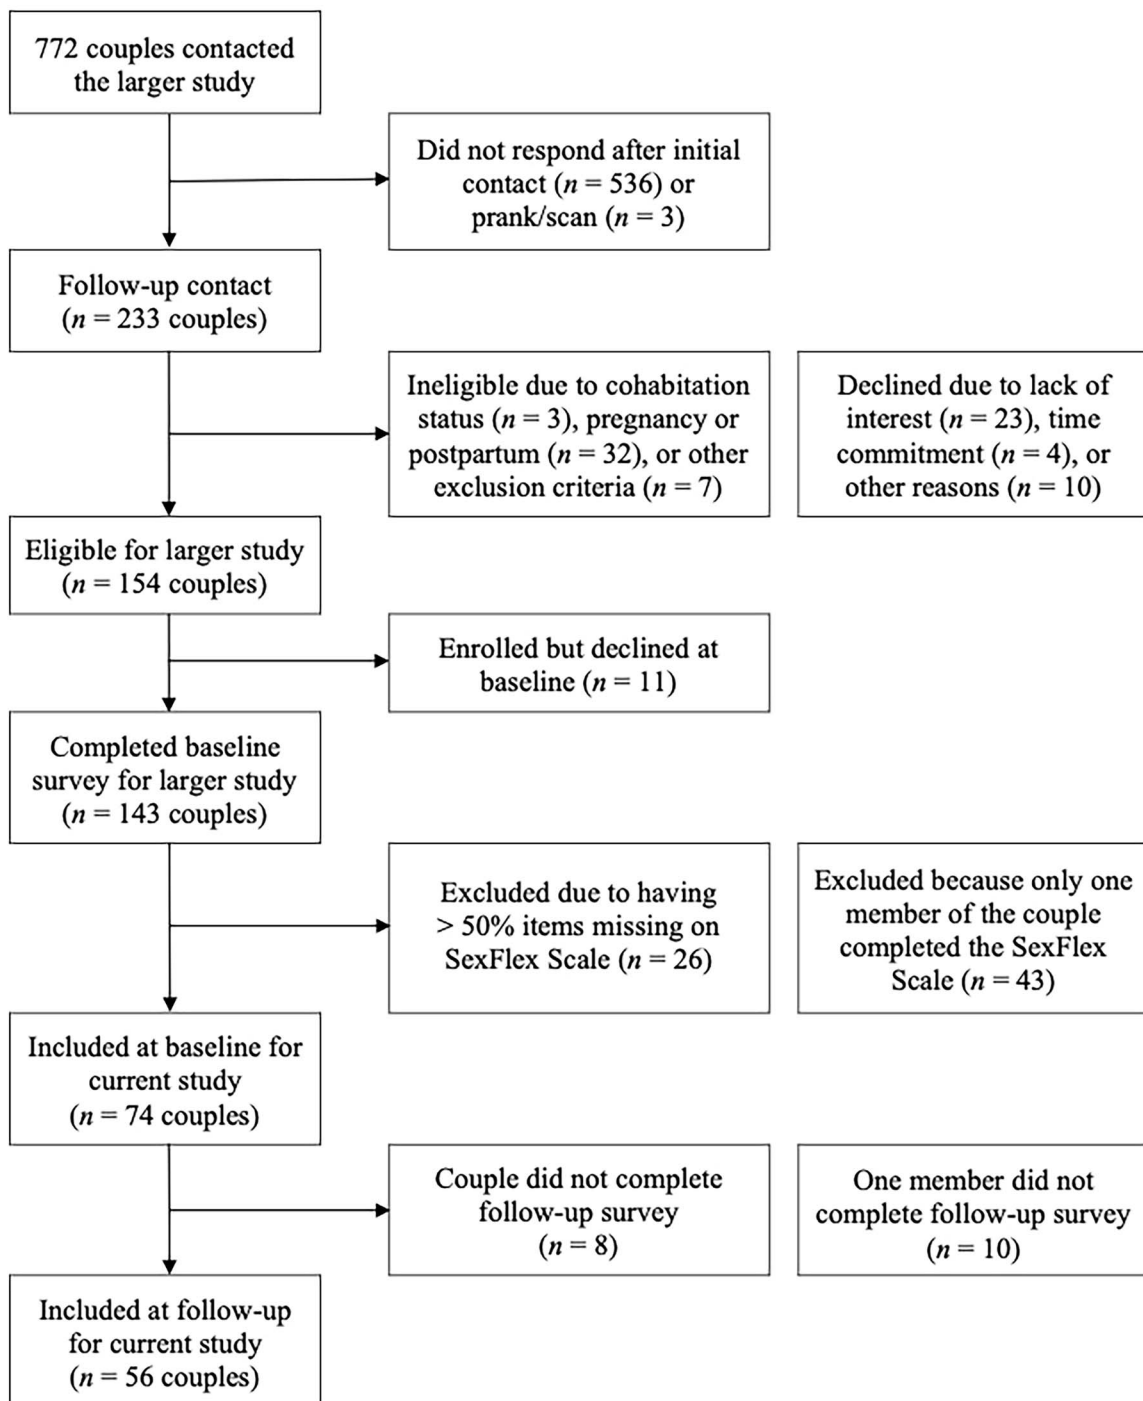 772 couples contacted
the larger study
Did not respond after initial
contact (n = 536) or
prank/scan (n = 3)
Follow-up contact
(n = 233 couples)
Ineligible due to cohabitation
status (n = 3), pregnancy or
postpartum (n = 32), or other
exclusion criteria (n = 7)
Declined due to lack of
interest (n = 23), time
commitment (n = 4), or
other reasons (n = 10)
Eligible for larger study
(n = 154 couples)
Enrolled but declined at
baseline (n = 11)
Completed baseline
survey for larger study
(n = 143 couples)
Excluded due to having
> 50% items missing on
SexFlex Scale (n = 26)
Excluded because only one
member of the couple
completed the SexFlex
Scale (n = 43)
Included at baseline for
current study
(n = 74 couples)
Couple did not complete
follow-up survey
(n = 8)
One member did not
complete follow-up survey
(n = 10)
Included at follow-up
for current study
(n = 56 couples)